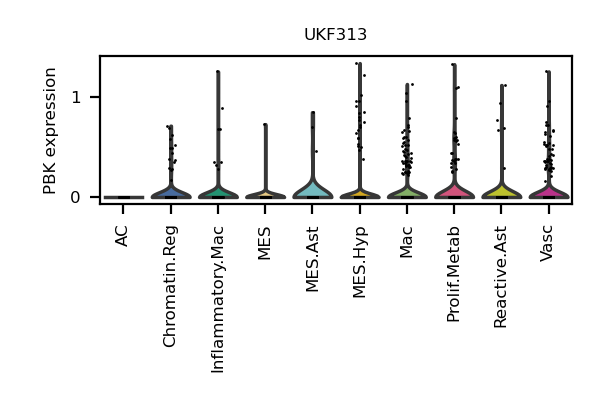 UKF313
PBK expression
1
0
AC
Chromatin.Reg
Inflammatory.Mac
MES
MES.Ast
MES.Hyp
Mac
Prolif.Metab
Reactive.Ast
Vasc